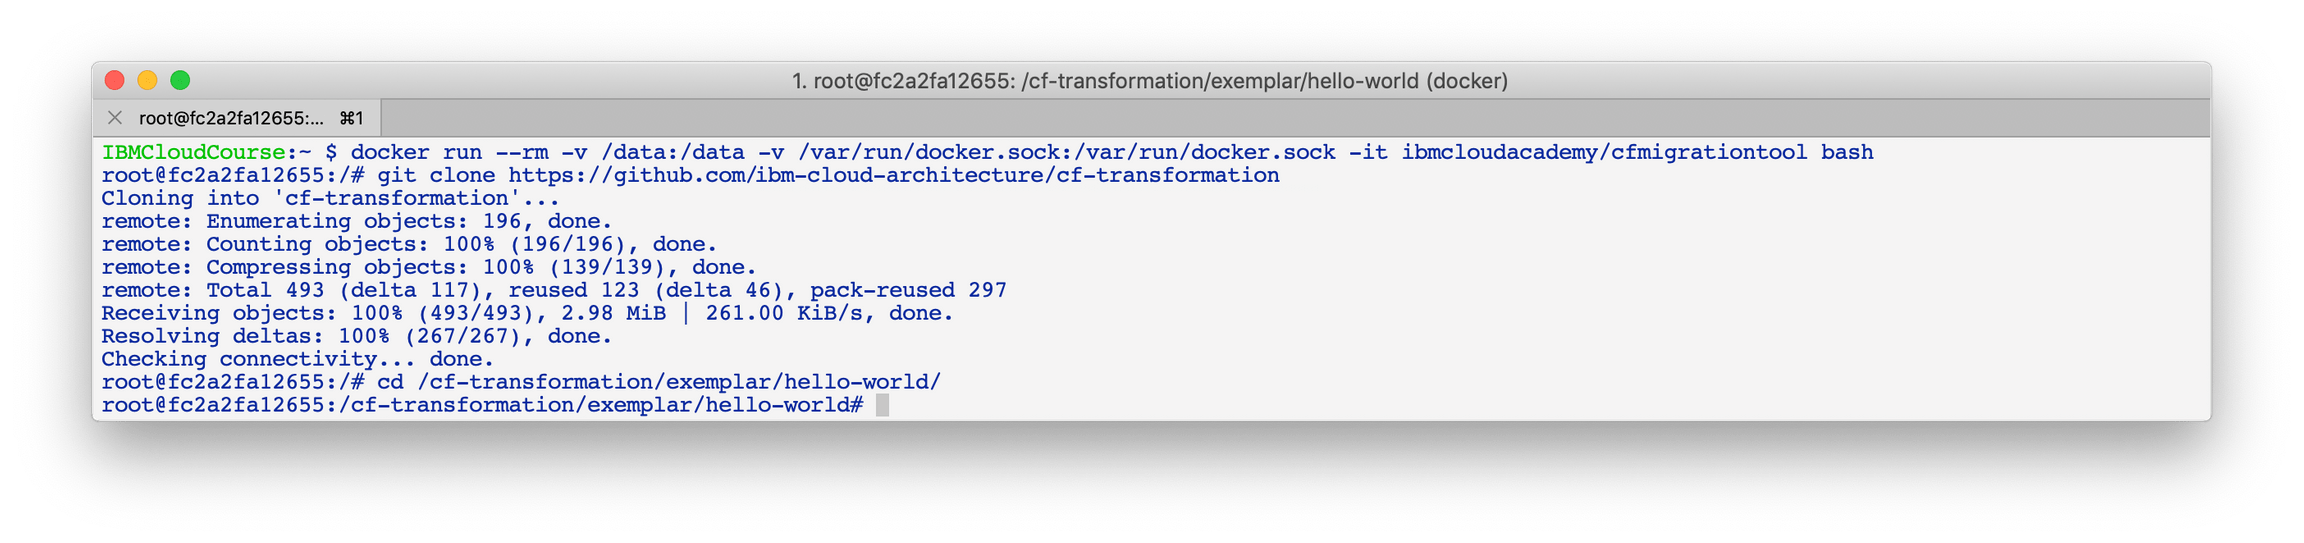 1. root@fc2a2fa12655: /cf-transformation/exemplar/hello-world (docker)
root@fc2a2fa12655:... ⌘1
IBMCloudCourse:~ $ docker run --rm -v /data:/data -v /var/run/docker.sock:/var/run/docker.sock -it ibmcloudacademy/cfmigrationtool bash
root@fc2a2fa12655:/# git clone https://github.com/ibm-cloud-architecture/cf-transformation
Cloning into 'cf-transformation'...
remote: Enumerating objects: 196, done.
remote: Counting objects: 100% (196/196), done.
remote: Compressing objects: 100% (139/139), done.
remote: Total 493 (delta 117), reused 123 (delta 46), pack-reused 297
Receiving objects: 100% (493/493), 2.98 MiB | 261.00 KiB/s, done.
Resolving deltas: 100% (267/267), done.
Checking connectivity... done.
root@fc2a2fa12655:/# cd /cf-transformation/exemplar/hello-world/
root@fc2a2fa12655:/cf-transformation/exemplar/hello-world#